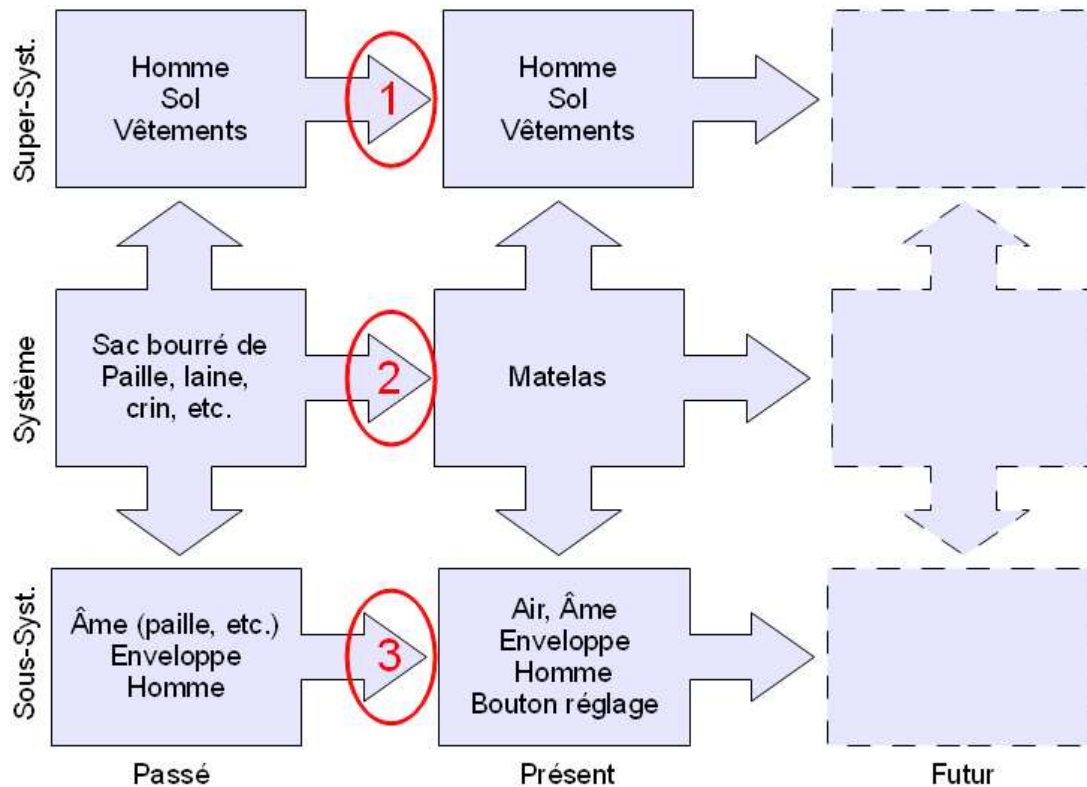 Super-Syst.
Homme
Sol
Vêtements
1
Homme
Sol
Vêtements
Système
Sac bourré de
Paille, laine,
crin, etc.
2
Matelas
Sous-Syst.
Âme (paille, etc.)
Enveloppe
Homme
3
Air, Âme
Enveloppe
Homme
Bouton réglage
Passé
Présent
Futur